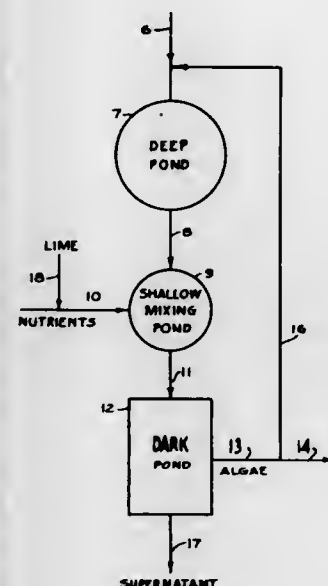 6
7
DEEP
POND
8
LIME
18
10
NUTRIENTS
9
SHALLOW
MIXING
POND
11
16
12
DARK
POND
13
14
ALGAE
17
SUPERNATANT